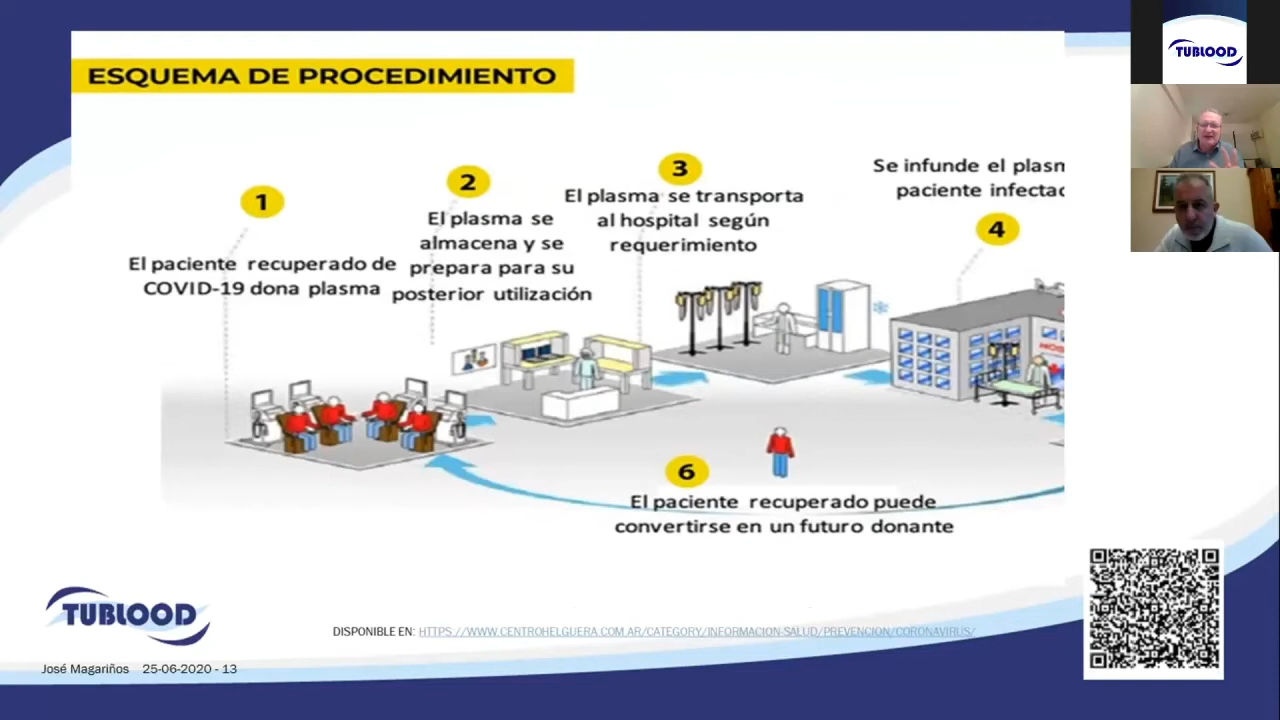 ESQUEMA DE PROCEDIMIENTO
TUBLOOD
1
El paciente recuperado de
COVID-19 dona plasma
2
El plasma se
almacena y se
prepara para su
posterior utilización
3
El plasma se transporta
al hospital según
requerimiento
Se infunde el
paciente
4
6
El paciente recuperado puede
convertirse en un futuro donante
TUBLOOD
DISPONIBLE EN: HTTPS://WWW.CENTROHELGUERA.COM.AR/CATEGORY/INFORMACION-SALUD/PREVENCION/CORONAVIRUS/
José Magariños 25-06-2020 - 13